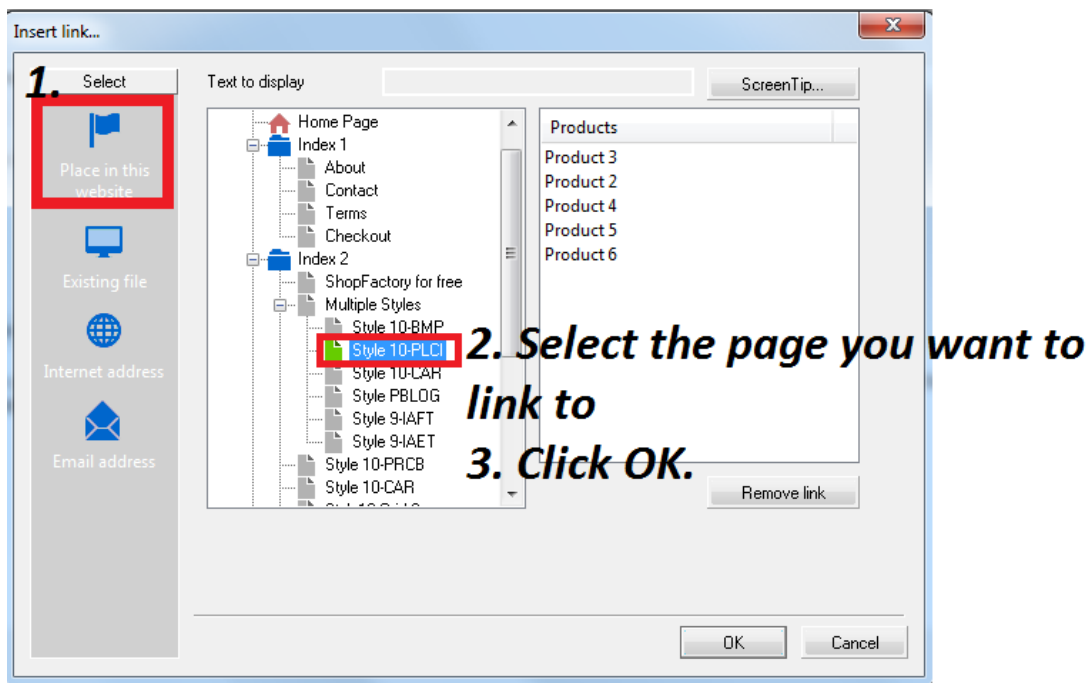 Insert link...
1.
Select
Text to display
ScreenTip...
Place in this
website
Existing file
Internet address
Email address
Home Page
Index 1
About
Contact
Terms
Checkout
Index 2
ShopFactory for free
Multiple Styles
Style 10-BMP
Style 10-PLCI
Style 10-CAR
Style PBLOG
Style 9-IAFT
Style 9-IAET
Style 10-PRCB
Style 10-CAR
Products
Product 3
Product 2
Product 4
Product 5
Product 6
2. Select the page you want to
link to
3. Click OK.
Remove link
OK
Cancel